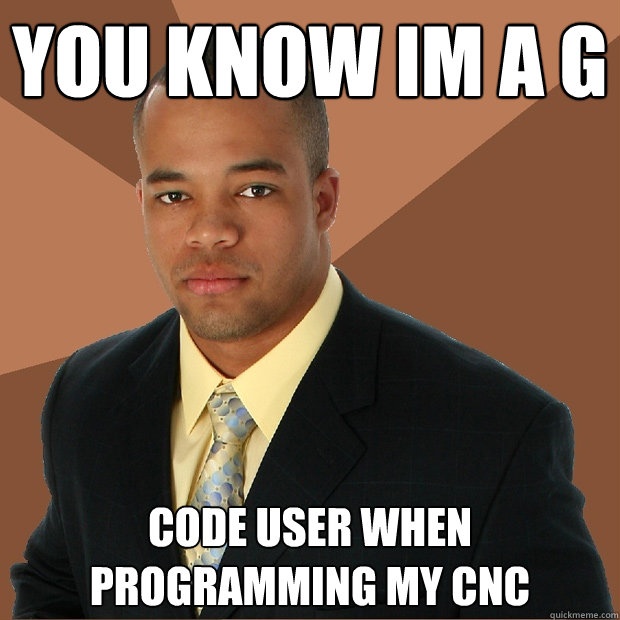 YOU KNOW IM A G
CODE USER WHEN
PROGRAMMING MY CNC
quickmeme.com